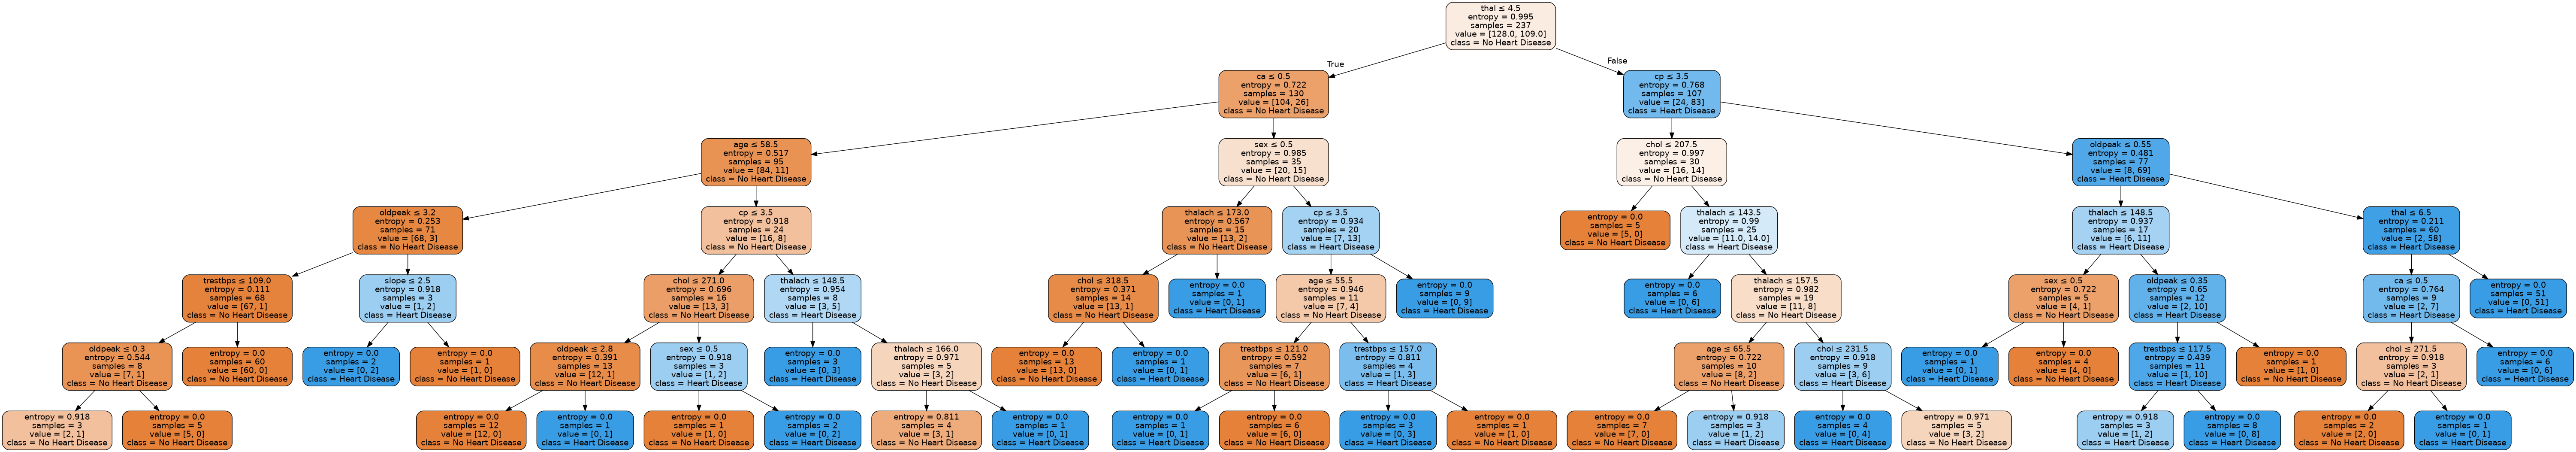 thal ≤ 4.5
entropy = 0.995
samples = 237
value = [128.0, 109.0]
class = No Heart Disease
True
False
ca ≤ 0.5
entropy = 0.722
samples = 130
value = [104, 26]
class = No Heart Disease
cp ≤ 3.5
entropy = 0.768
samples = 107
value = [24, 83]
class = Heart Disease
age ≤ 58.5
entropy = 0.517
samples = 95
value = [84, 11]
class = No Heart Disease
sex ≤ 0.5
entropy = 0.985
samples = 35
value = [20, 15]
class = No Heart Disease
chol ≤ 207.5
entropy = 0.997
samples = 30
value = [16, 14]
class = No Heart Disease
oldpeak ≤ 0.55
entropy = 0.481
samples = 77
value = [8, 69]
class = Heart Disease
oldpeak ≤ 3.2
entropy = 0.253
samples = 71
value = [68, 3]
class = No Heart Disease
cp ≤ 3.5
entropy = 0.918
samples = 24
value = [16, 8]
class = No Heart Disease
thalach ≤ 173.0
entropy = 0.567
samples = 15
value = [13, 2]
class = No Heart Disease
cp ≤ 3.5
entropy = 0.934
samples = 20
value = [7, 13]
class = Heart Disease
entropy = 0.0
samples = 5
value = [5, 0]
class = No Heart Disease
thalach ≤ 143.5
entropy = 0.99
samples = 25
value = [11.0, 14.0]
class = Heart Disease
thalach ≤ 148.5
entropy = 0.937
samples = 17
value = [6, 11]
class = Heart Disease
thal ≤ 6.5
entropy = 0.211
samples = 60
value = [2, 58]
class = Heart Disease
trestbps ≤ 109.0
entropy = 0.111
samples = 68
value = [67, 1]
class = No Heart Disease
slope ≤ 2.5
entropy = 0.918
samples = 3
value = [1, 2]
class = Heart Disease
chol ≤ 271.0
entropy = 0.696
samples = 16
value = [13, 3]
class = No Heart Disease
thalach ≤ 148.5
entropy = 0.954
samples = 8
value = [3, 5]
class = Heart Disease
chol ≤ 318.5
entropy = 0.371
samples = 14
value = [13, 1]
class = No Heart Disease
entropy = 0.0
samples = 1
value = [0, 1]
class = Heart Disease
age ≤ 55.5
entropy = 0.946
samples = 11
value = [7, 4]
class = No Heart Disease
entropy = 0.0
samples = 9
value = [0, 9]
class = Heart Disease
entropy = 0.0
samples = 6
value = [0, 6]
class = Heart Disease
thalach ≤ 157.5
entropy = 0.982
samples = 19
value = [11, 8]
class = No Heart Disease
sex ≤ 0.5
entropy = 0.722
samples = 5
value = [4, 1]
class = No Heart Disease
oldpeak ≤ 0.35
entropy = 0.65
samples = 12
value = [2, 10]
class = Heart Disease
ca ≤ 0.5
entropy = 0.764
samples = 9
value = [2, 7]
class = Heart Disease
entropy = 0.0
samples = 51
value = [0, 51]
class = Heart Disease
oldpeak ≤ 0.3
entropy = 0.544
samples = 8
value = [7, 1]
class = No Heart Disease
entropy = 0.0
samples = 60
value = [60, 0]
class = No Heart Disease
entropy = 0.0
samples = 2
value = [0, 2]
class = Heart Disease
entropy = 0.0
samples = 1
value = [1, 0]
class = No Heart Disease
oldpeak ≤ 2.8
entropy = 0.391
samples = 13
value = [12, 1]
class = No Heart Disease
sex ≤ 0.5
entropy = 0.918
samples = 3
value = [1, 2]
class = Heart Disease
entropy = 0.0
samples = 3
value = [0, 3]
class = Heart Disease
thalach ≤ 166.0
entropy = 0.971
samples = 5
value = [3, 2]
class = No Heart Disease
entropy = 0.0
samples = 13
value = [13, 0]
class = No Heart Disease
entropy = 0.0
samples = 1
value = [0, 1]
class = Heart Disease
trestbps ≤ 121.0
entropy = 0.592
samples = 7
value = [6, 1]
class = No Heart Disease
trestbps ≤ 157.0
entropy = 0.811
samples = 4
value = [1, 3]
class = Heart Disease
age ≤ 65.5
entropy = 0.722
samples = 10
value = [8, 2]
class = No Heart Disease
chol ≤ 231.5
entropy = 0.918
samples = 9
value = [3, 6]
class = Heart Disease
entropy = 0.0
samples = 1
value = [0, 1]
class = Heart Disease
entropy = 0.0
samples = 4
value = [4, 0]
class = No Heart Disease
trestbps ≤ 117.5
entropy = 0.439
samples = 11
value = [1, 10]
class = Heart Disease
entropy = 0.0
samples = 1
value = [1, 0]
class = No Heart Disease
chol ≤ 271.5
entropy = 0.918
samples = 3
value = [2, 1]
class = No Heart Disease
entropy = 0.0
samples = 6
value = [0, 6]
class = Heart Disease
entropy = 0.918
samples = 3
value = [2, 1]
class = No Heart Disease
entropy = 0.0
samples = 5
value = [5, 0]
class = No Heart Disease
entropy = 0.0
samples = 12
value = [12, 0]
class = No Heart Disease
entropy = 0.0
samples = 1
value = [0, 1]
class = Heart Disease
entropy = 0.0
samples = 1
value = [1, 0]
class = No Heart Disease
entropy = 0.0
samples = 2
value = [0, 2]
class = Heart Disease
entropy = 0.811
samples = 4
value = [3, 1]
class = No Heart Disease
entropy = 0.0
samples = 1
value = [0, 1]
class = Heart Disease
entropy = 0.0
samples = 1
value = [0, 1]
class = Heart Disease
entropy = 0.0
samples = 6
value = [6, 0]
class = No Heart Disease
entropy = 0.0
samples = 3
value = [0, 3]
class = Heart Disease
entropy = 0.0
samples = 1
value = [1, 0]
class = No Heart Disease
entropy = 0.0
samples = 7
value = [7, 0]
class = No Heart Disease
entropy = 0.918
samples = 3
value = [1, 2]
class = Heart Disease
entropy = 0.0
samples = 4
value = [0, 4]
class = Heart Disease
entropy = 0.971
samples = 5
value = [3, 2]
class = No Heart Disease
entropy = 0.918
samples = 3
value = [1, 2]
class = Heart Disease
entropy = 0.0
samples = 8
value = [0, 8]
class = Heart Disease
entropy = 0.0
samples = 2
value = [2, 0]
class = No Heart Disease
entropy = 0.0
samples = 1
value = [0, 1]
class = Heart Disease